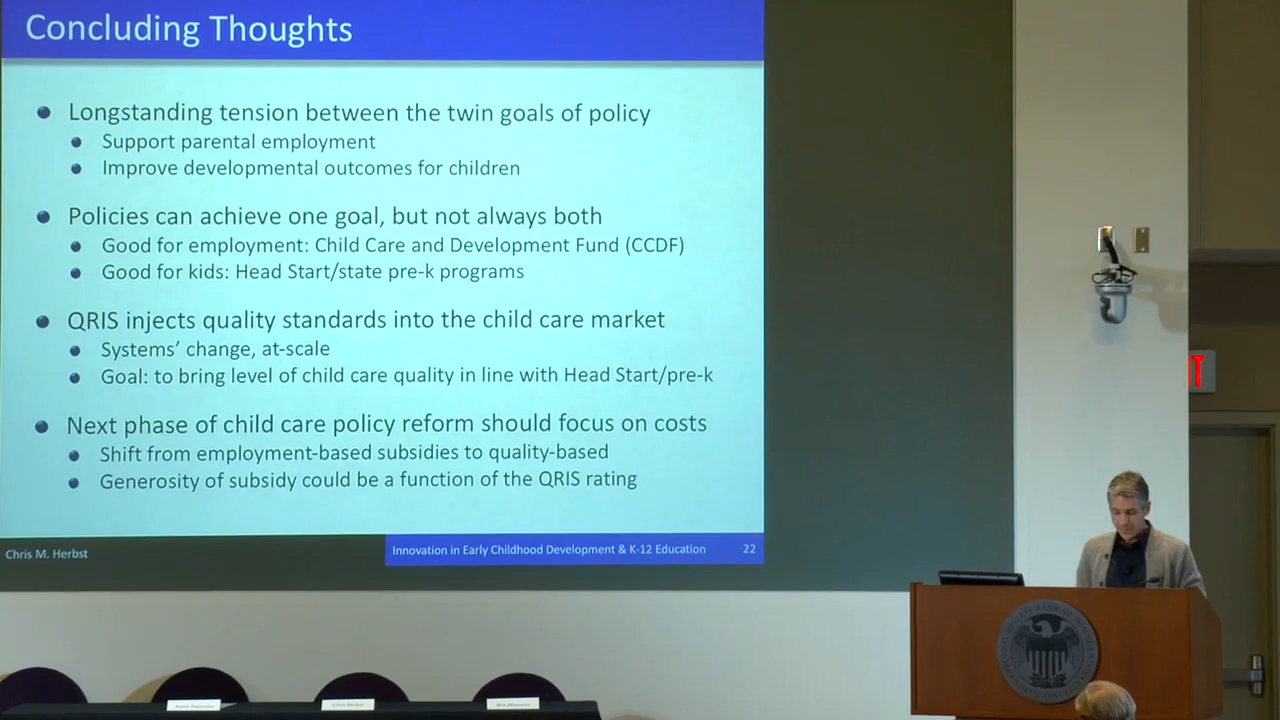 Concluding Thoughts
Longstanding tension between the twin goals of policy
Support parental employment
Improve developmental outcomes for children
Policies can achieve one goal, but not always both
Good for employment: Child Care and Development Fund (CCDF)
Good for kids: Head Start/state pre-k programs
QRIS injects quality standards into the child care market
Systems’ change, at-scale
Goal: to bring level of child care quality in line with Head Start/pre-k
Next phase of child care policy reform should focus on costs
Shift from employment-based subsidies to quality-based
Generosity of subsidy could be a function of the QRIS rating
Chris M. Herbst
Innovation in Early Childhood Development & K-12 Education 22